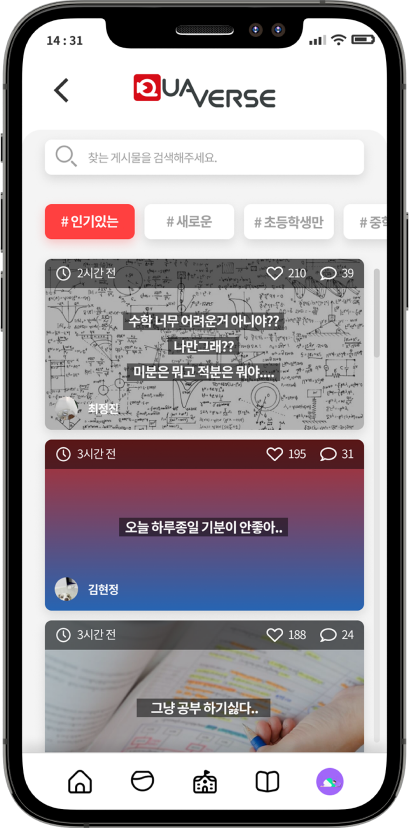 14:31
QUAVERSE
찾는 게시물을 검색해주세요.
#인기있는
#새로운
#초등학생만
#중학
2시간 전
210
39
수학 너무 어려운거 아니야??
나만그래??
미분은 뭐고 적분은 뭐야....
최정진
3시간 전
195
31
오늘 하루종일 기분이 안좋아..
김현정
3시간 전
188
24
그냥 공부 하기싫다..